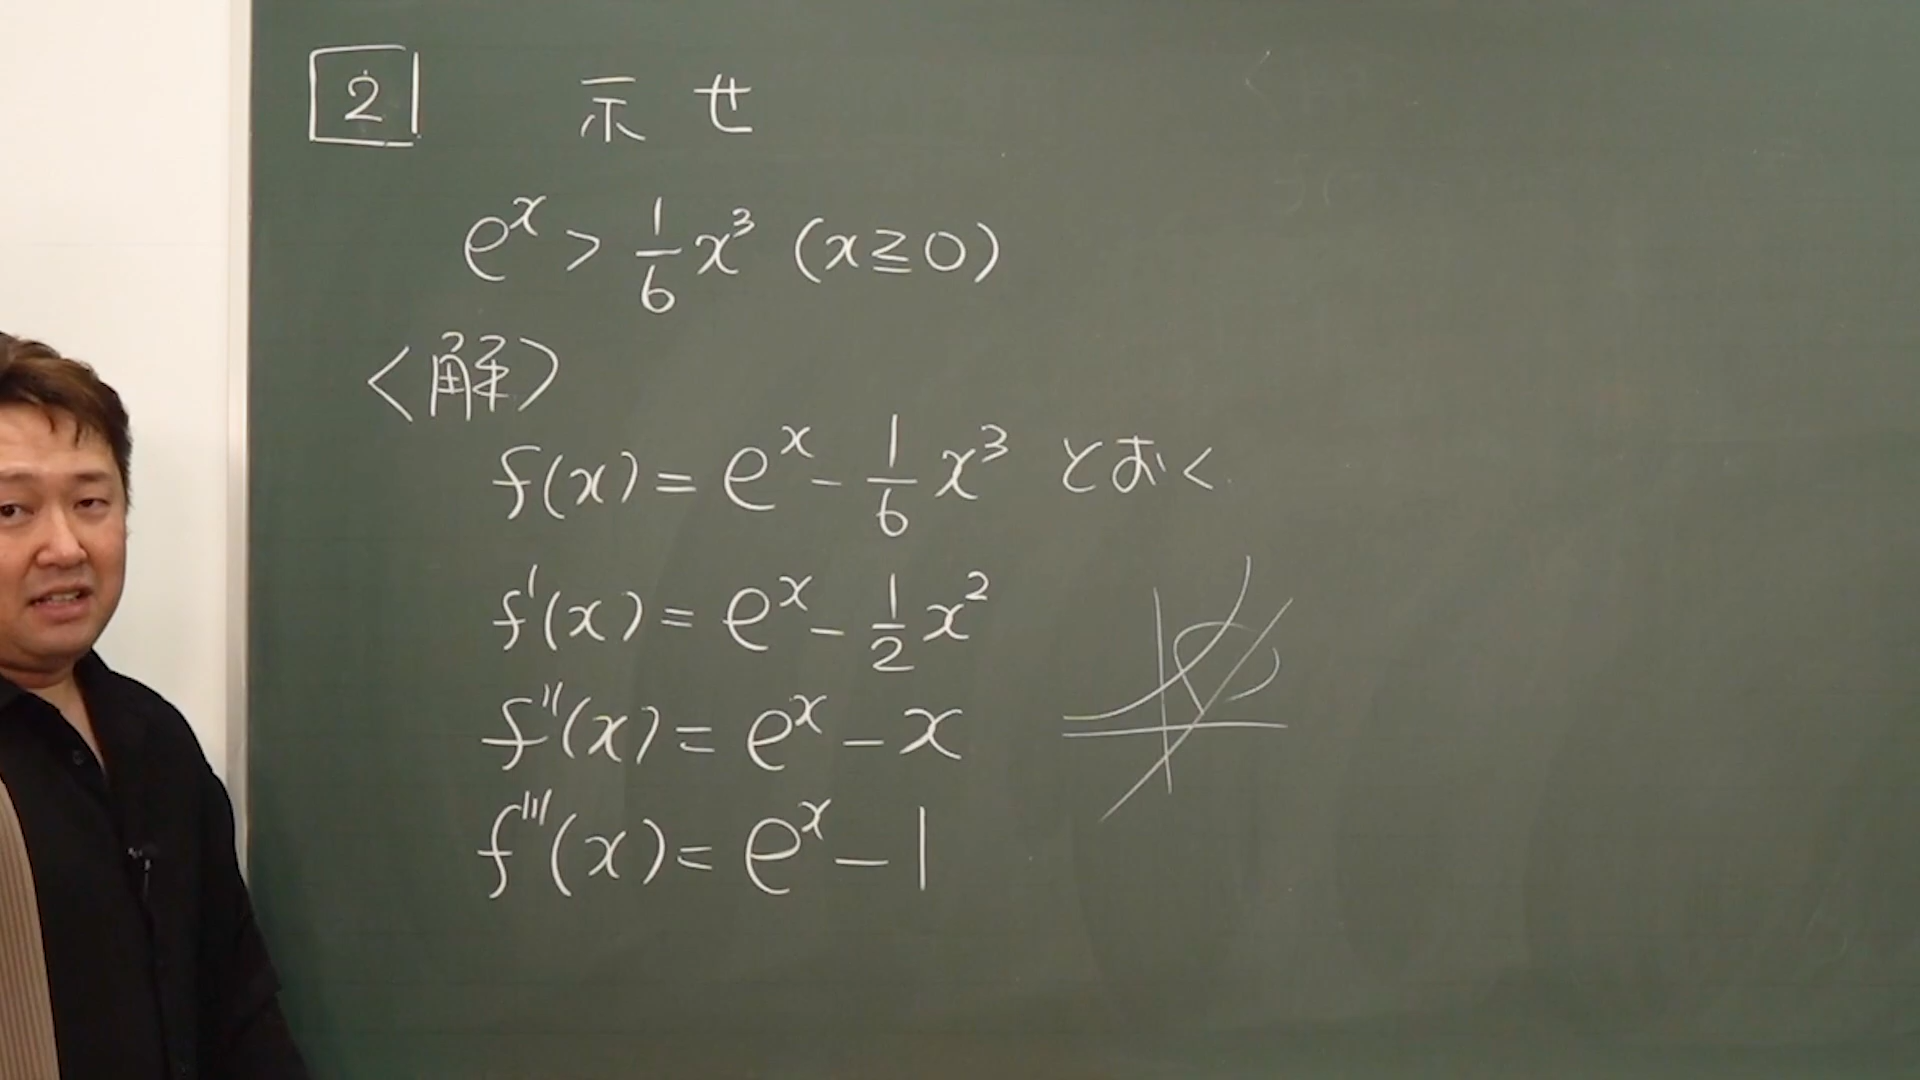 2 示せ
e^x > 1/6 x^3 (x≧0)
<解>
f(x) = e^x - 1/6 x^3 とおく
f'(x) = e^x - 1/2 x^2
f''(x) = e^x - x
f'''(x) = e^x - 1